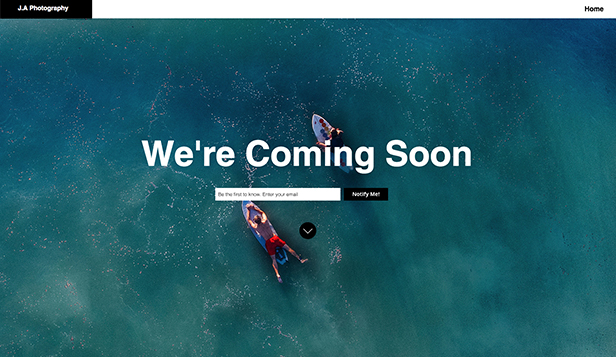 J.A Photography
Home
We're Coming Soon
Be the first to know. Enter your email
Notify Me!